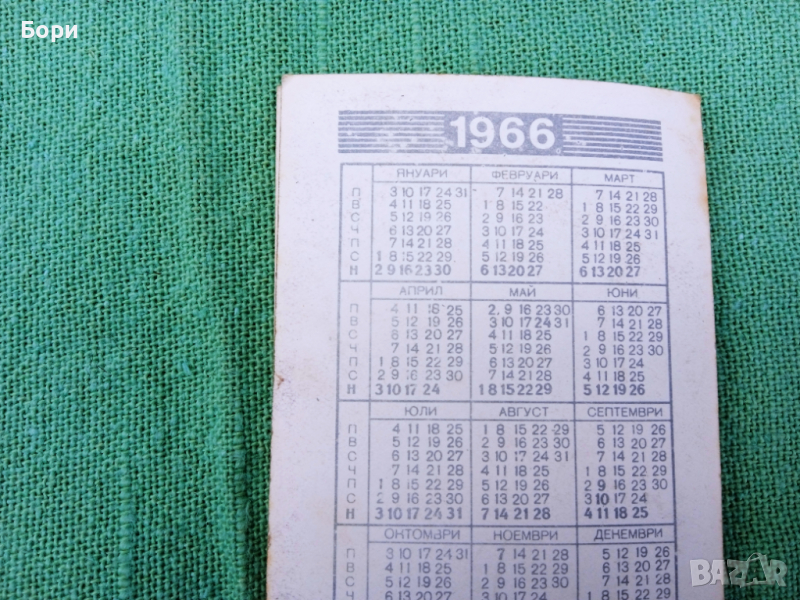 Бори
1966
ЯНУАРИ ФЕВРУАРИ МАРТ
П 3 10 17 24 31 7 14 21 28 7 14 21 28
В 4 11 18 25 1 8 15 22 1 8 15 22 29
С 5 12 19 26 2 9 16 23 2 9 16 23 30
Ч 6 13 20 27 3 10 17 24 3 10 17 24 31
П 7 14 21 28 4 11 18 25 4 11 18 25
С 1 8 15 22 29 5 12 19 26 5 12 19 26
Н 2 9 16 23 30 6 13 20 27 6 13 20 27
АПРИЛ МАЙ ЮНИ
П 4 11 18 25 2 9 16 23 30 6 13 20 27
В 5 12 19 26 3 10 17 24 31 7 14 21 28
С 6 13 20 27 4 11 18 25 1 8 15 22 29
Ч 7 14 21 28 5 12 19 26 2 9 16 23 30
П 1 8 15 22 29 6 13 20 27 3 10 17 24
С 2 9 16 23 30 7 14 21 28 4 11 18 25
Н 3 10 17 24 1 8 15 22 29 5 12 19 26
ЮЛИ АВГУСТ СЕПТЕМВРИ
П 4 11 18 25 1 8 15 22 29 5 12 19 26
В 5 12 19 26 2 9 16 23 30 6 13 20 27
С 6 13 20 27 3 10 17 24 31 7 14 21 28
Ч 7 14 21 28 4 11 18 25 1 8 15 22 29
П 1 8 15 22 29 5 12 19 26 2 9 16 23 30
С 2 9 16 23 30 6 13 20 27 3 10 17 24
Н 3 10 17 24 31 7 14 21 28 4 11 18 25
ОКТОМВРИ НОЕМВРИ ДЕКЕМВРИ
П 3 10 17 24 31 7 14 21 28 5 12 19 26
В 4 11 18 25 1 8 15 22 29 6 13 20 27
С 5 12 19 26 2 9 16 23 30
Ч 6 13 20 27 3 10 17 24
BAZAR